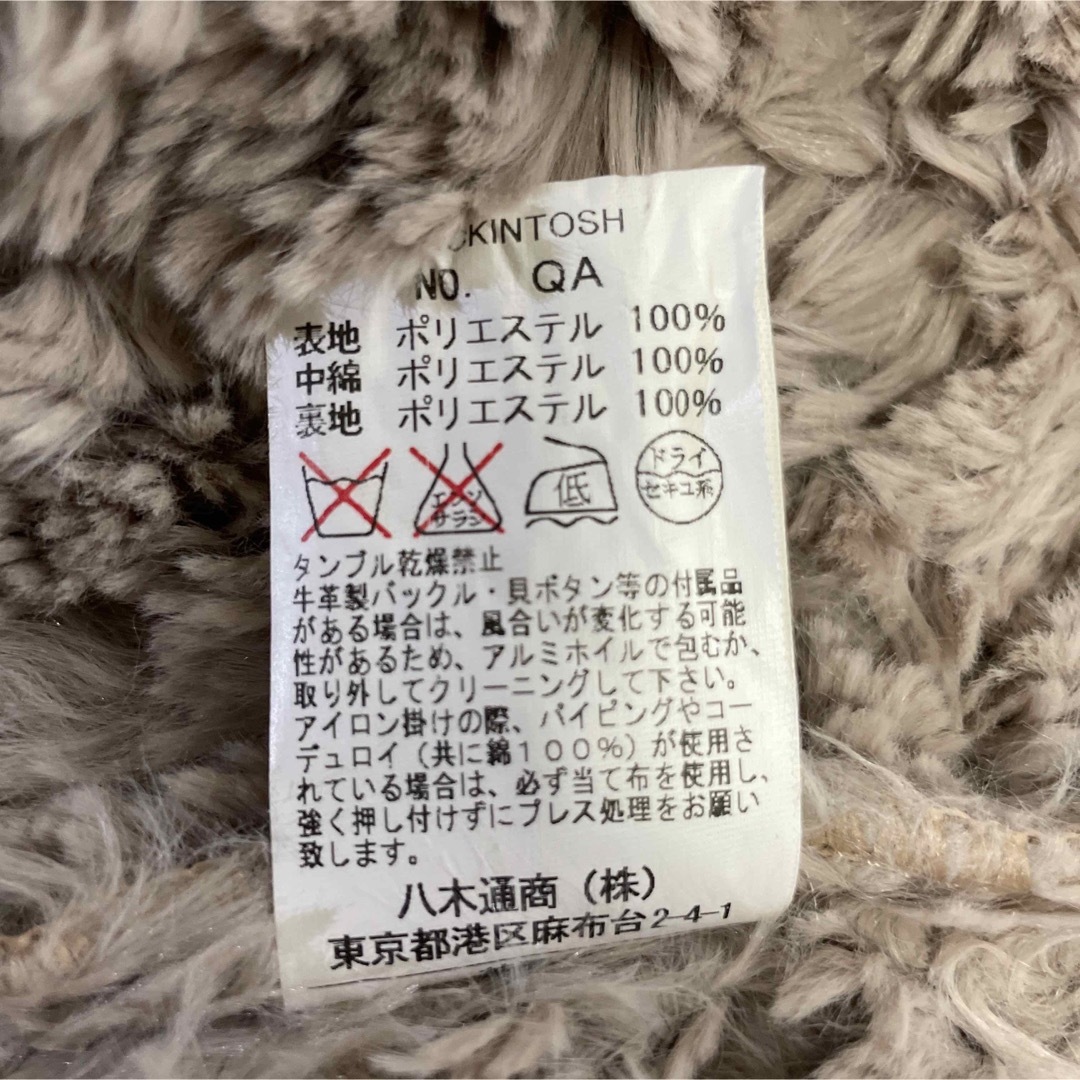 CKINTOSH
NO. QA
表地 ポリエステル 100%
中綿 ポリエステル 100%
裏地 ポリエステル 100%
エンソ サラシ
低
ドライ
セキユ系
タンブル乾燥禁止
牛革製バックル・貝ボタン等の付属品
がある場合は、風合いが変化する可能
性があるため、アルミホイルで包むか、
取り外してクリーニングして下さい。
アイロン掛けの際、パイピングやコー
デュロイ（共に綿１００％）が使用さ
れている場合は、必ず当て布を使用し、
強く押し付けずにプレス処理をお願い
致します。
八木通商（株）
東京都港区麻布台2-4-1